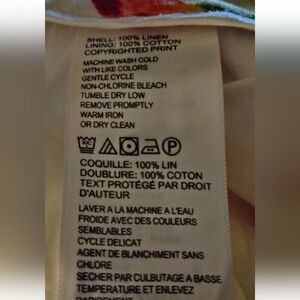 SHELL: 100% LINEN
LINING: 100% COTTON
COPYRIGHTED PRINT
MACHINE WASH COLD
WITH LIKE COLORS
GENTLE CYCLE
NON-CHLORINE BLEACH
TUMBLE DRY LOW
REMOVE PROMPTLY
WARM IRON
OR DRY CLEAN
P
COQUILLE: 100% LIN
DOUBLURE: 100% COTON
TEXT PROTÉGÉ PAR DROIT
D'AUTEUR
LAVER A LA MACHINE A L'EAU
FROIDE AVEC DES COULEURS
SEMBLABLES
CYCLE DELICAT
AGENT DE BLANCHIMENT SANS
CHLORE
SECHER PAR CULBUTAGE A BASSE
TEMPERATURE ET ENLEVEZ